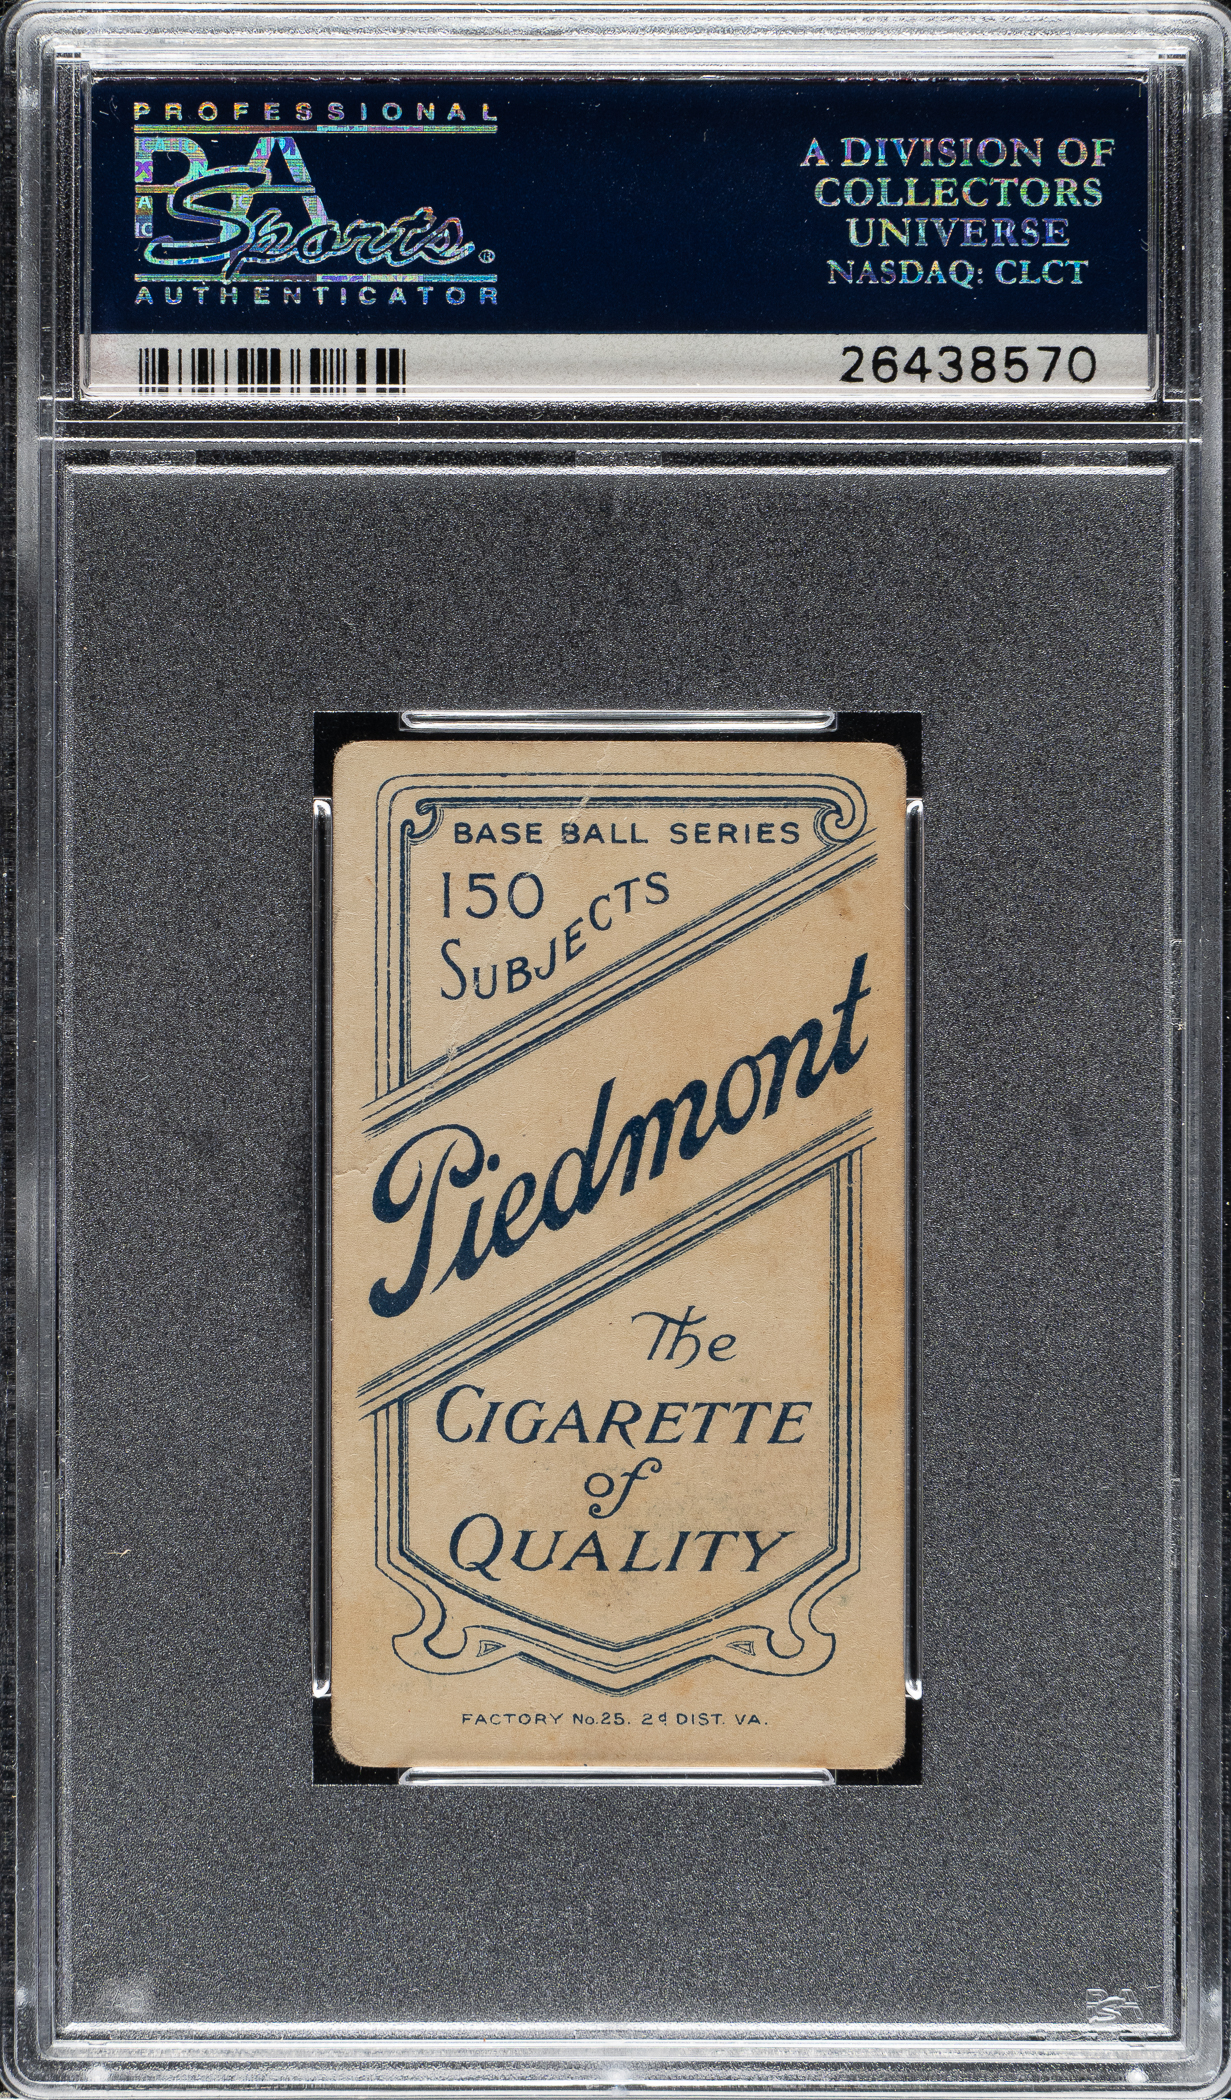 PROFESSIONAL
PSA
Sports®
AUTHENTICATOR
A DIVISION OF
COLLECTORS
UNIVERSE
NASDAQ: CLCT
26438570
BASE BALL SERIES
150
SUBJECTS
Piedmont
The
CIGARETTE
of
QUALITY
FACTORY No.25. 2d DIST. VA.
PSA